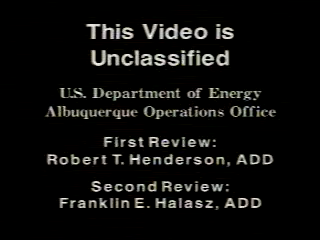 This Video is
Unclassified
U.S. Department of Energy
Albuquerque Operations Office
First Review:
Robert T. Henderson, ADD
Second Review:
Franklin E. Halasz, ADD